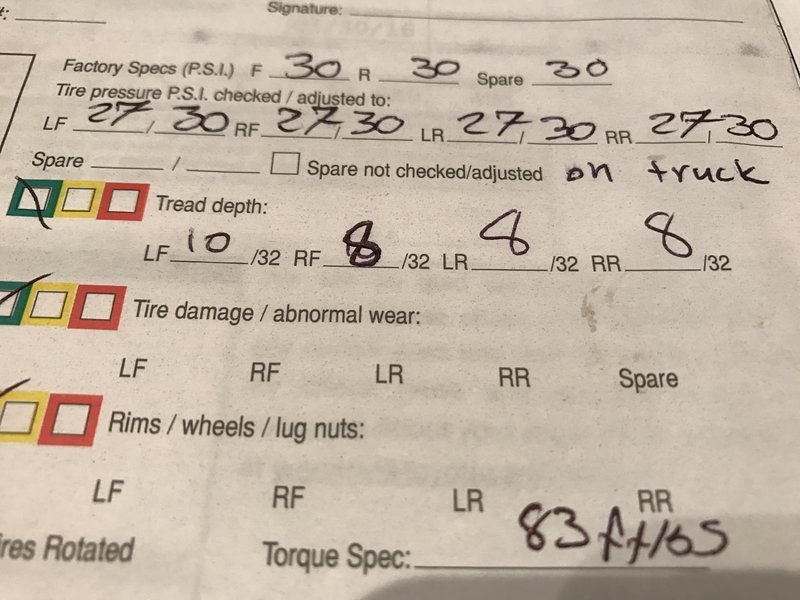 Signature:
Factory Specs (P.S.I.) F 30 R 30 Spare 30
Tire pressure P.S.I. checked / adjusted to:
LF 27 / 30 RF 27 / 30 LR 27 / 30 RR 27 / 30
Spare / Spare not checked/adjusted on truck
Tread depth:
LF 10 /32 RF 8 /32 LR 8 /32 RR 8 /32
Tire damage / abnormal wear:
LF RF LR RR Spare
Rims / wheels / lug nuts:
LF RF LR RR
Rotated Torque Spec: 83 ft/lbs